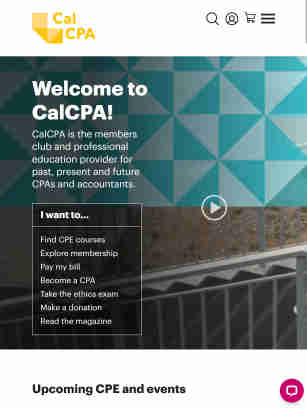 Cal
CPA
Welcome to
CalCPA!
CalCPA is the members
club and professional
education provider for
past, present and future
CPAs and accountants.
I want to...
Find CPE courses
Explore membership
Pay my bill
Become a CPA
Take the ethics exam
Make a donation
Read the magazine
Upcoming CPE and events